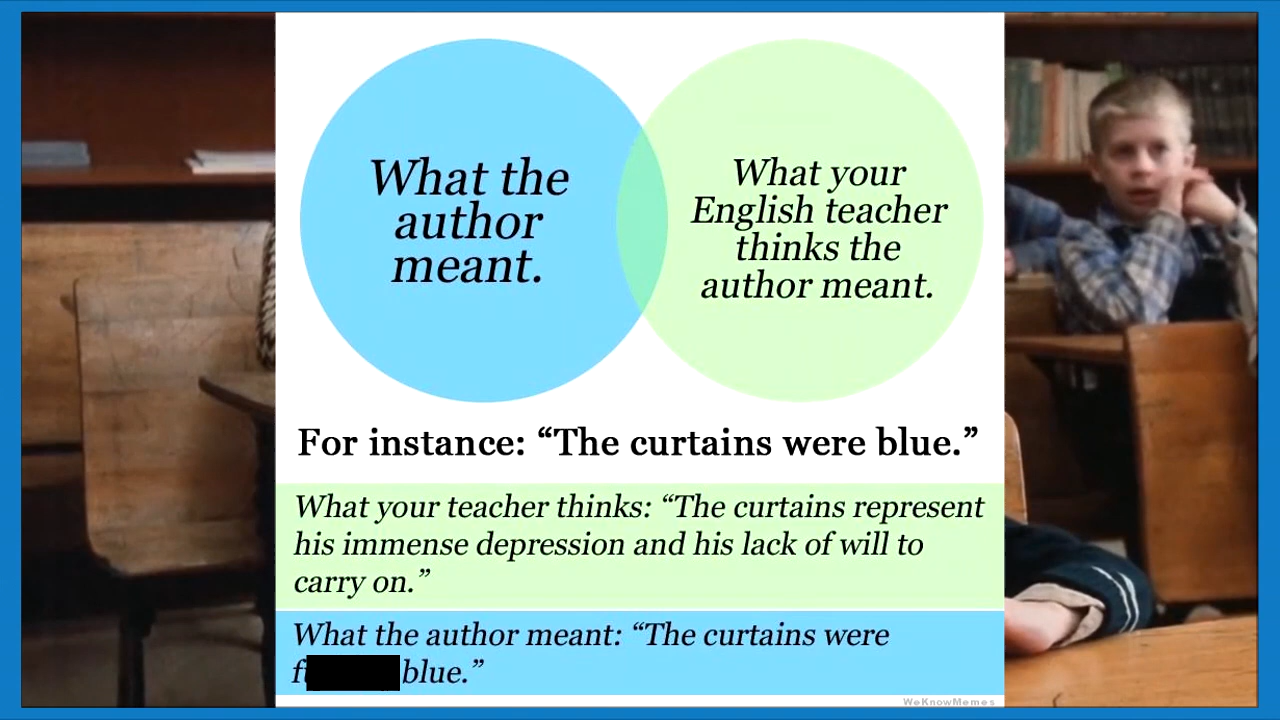 What the
author
meant.
What your
English teacher
thinks the
author meant.
For instance: “The curtains were blue.”
What your teacher thinks: “The curtains represent
his immense depression and his lack of will to
carry on.”
What the author meant: “The curtains were
f blue.”
WeKnowMemes